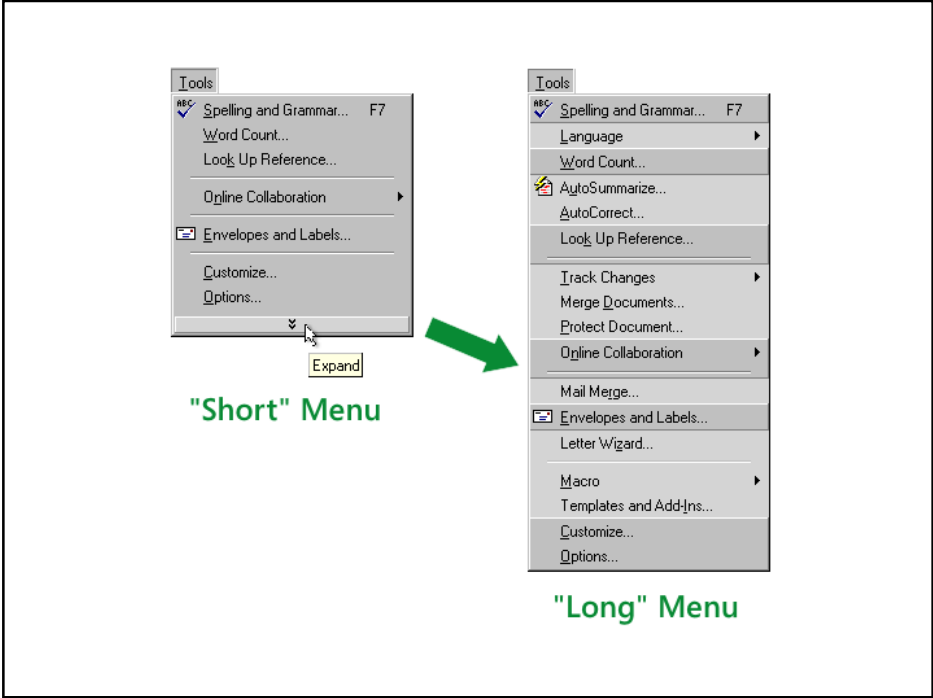 Tools
ABC Spelling and Grammar... F7
Word Count...
Look Up Reference...
Online Collaboration
Envelopes and Labels...
Customize...
Options...
Expand
"Short" Menu
Tools
ABC Spelling and Grammar... F7
Language
Word Count...
AutoSummarize...
AutoCorrect...
Look Up Reference...
Track Changes
Merge Documents...
Protect Document...
Online Collaboration
Mail Merge...
Envelopes and Labels...
Letter Wizard...
Macro
Templates and Add-Ins...
Customize...
Options...
"Long" Menu